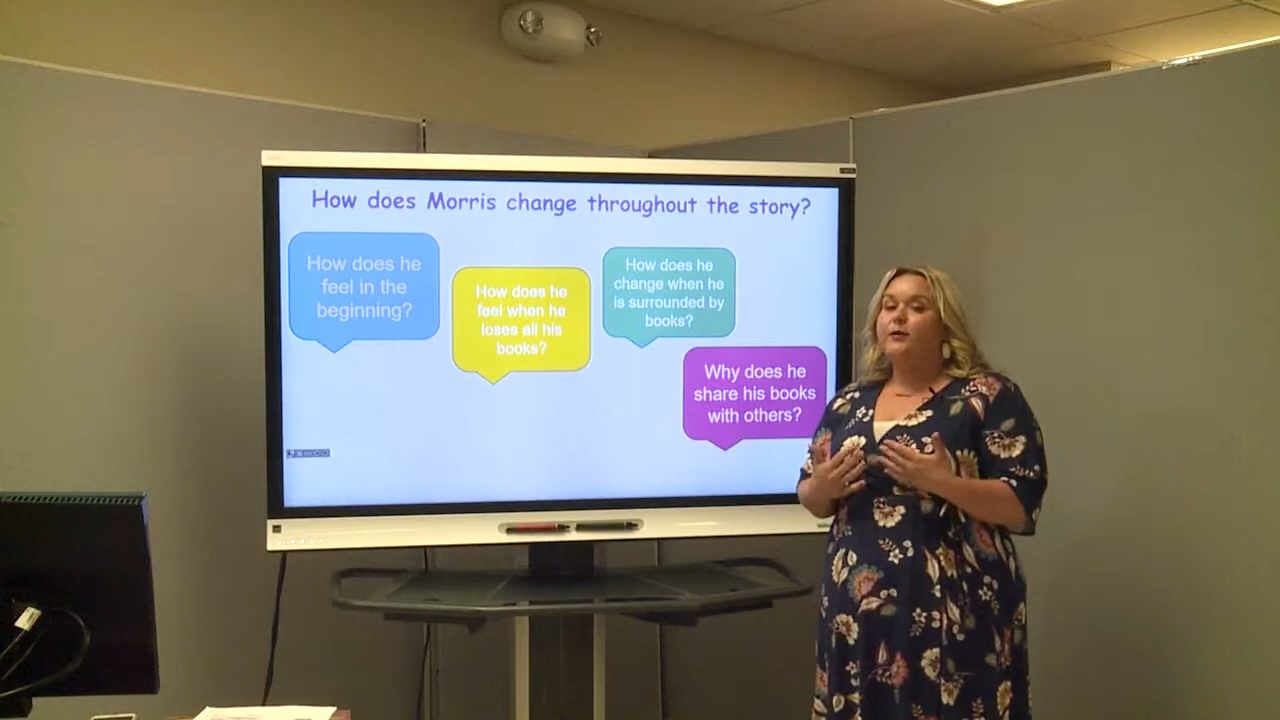 How does Morris change throughout the story?
How does he
feel in the
beginning?
How does he
feel when he
loses all his
books?
How does he
change when he
is surrounded by
books?
Why does he
share his books
with others?